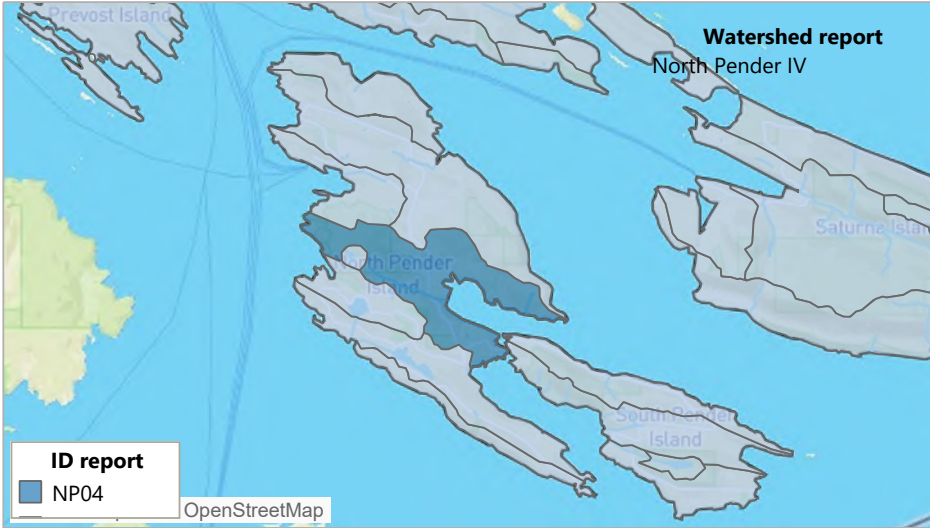 Prevost Island
Watershed report
North Pender IV
Saturna Islan
North Pender
Island
South Pender
Island
ID report
NP04
OpenStreetMap